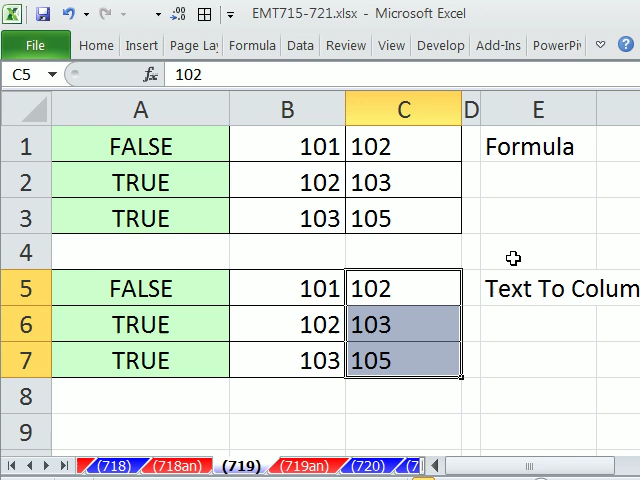 EMT715-721.xlsx - Microsoft Excel
File Home Insert Page La Formula Data Review View Develop Add-Ins PowerPi
C5 fx 102
A B C D E
1 FALSE 101 102 Formula
2 TRUE 102 103
3 TRUE 103 105
4
5 FALSE 101 102 Text To Colum
6 TRUE 102 103
7 TRUE 103 105
8
9
(718) (718an) (719) (719an) (720) (7